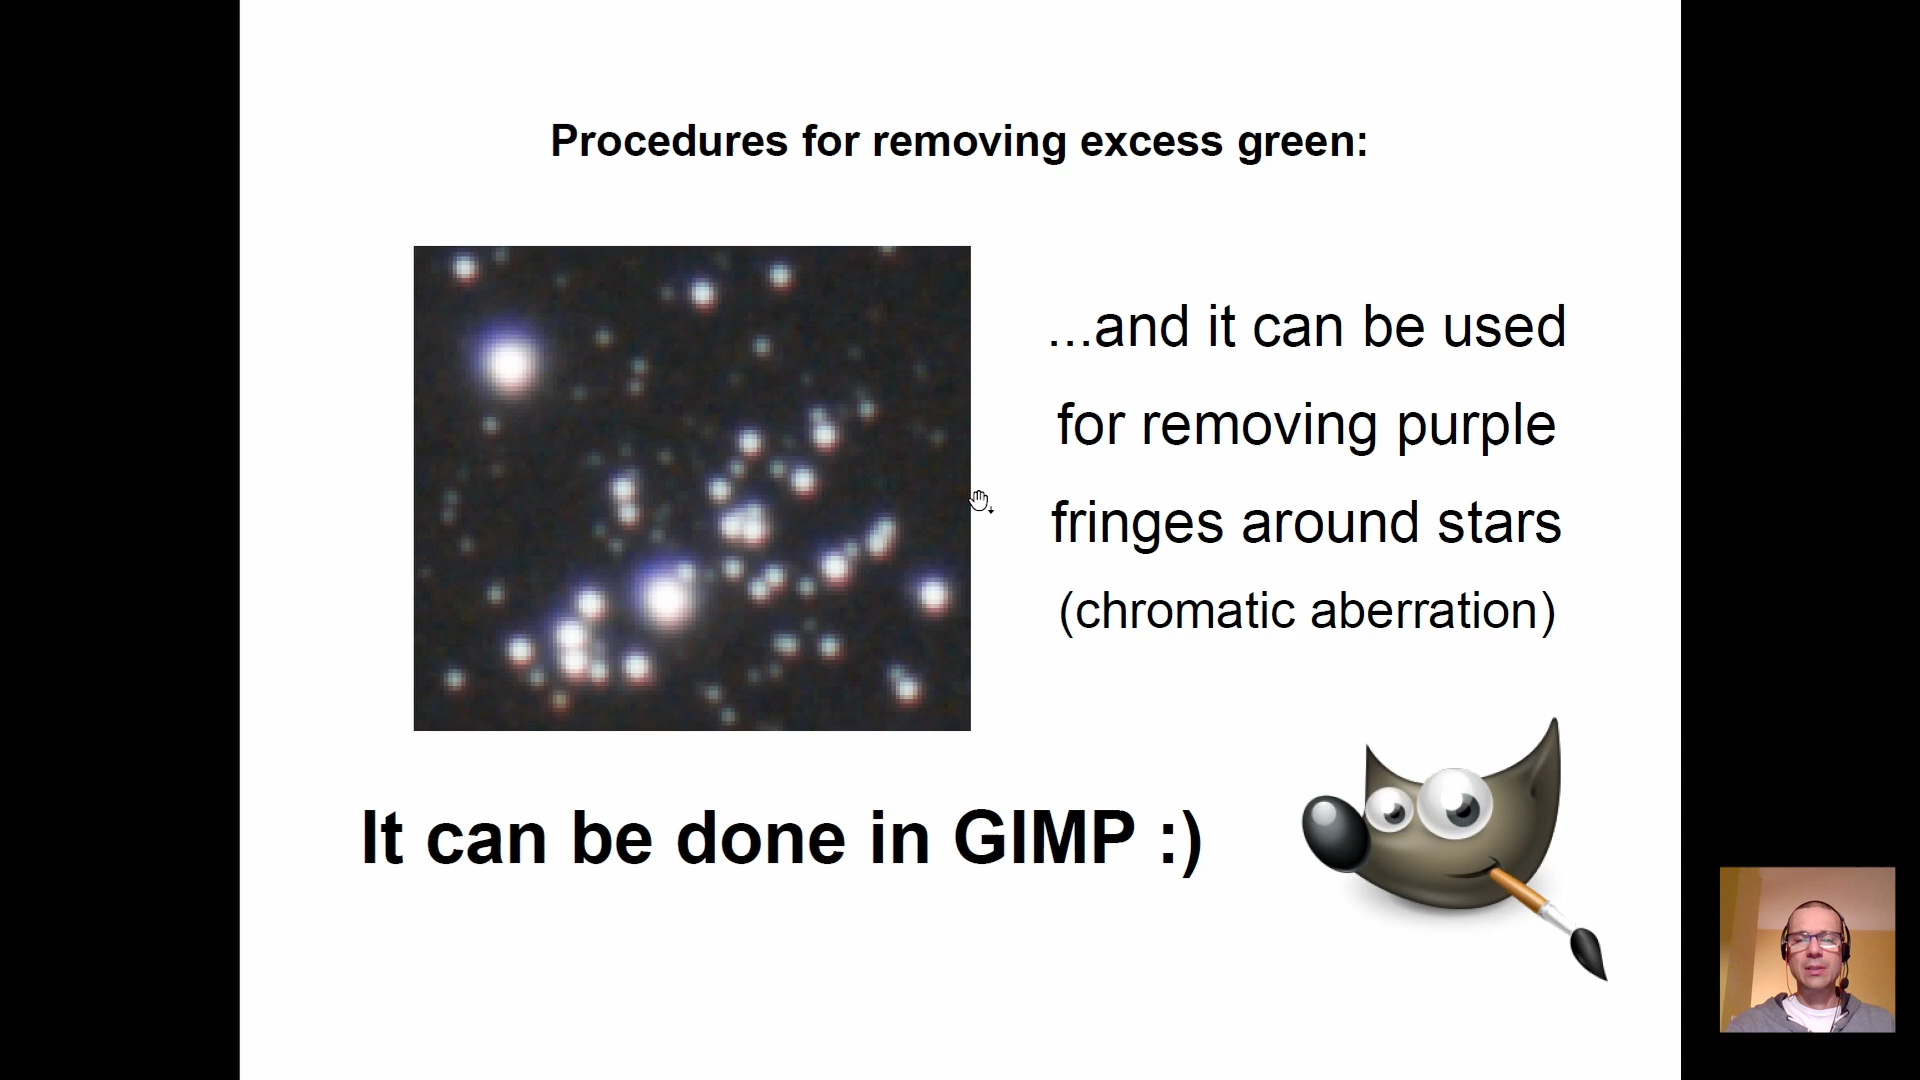 Procedures for removing excess green:
...and it can be used
for removing purple
fringes around stars
(chromatic aberration)
It can be done in GIMP :)